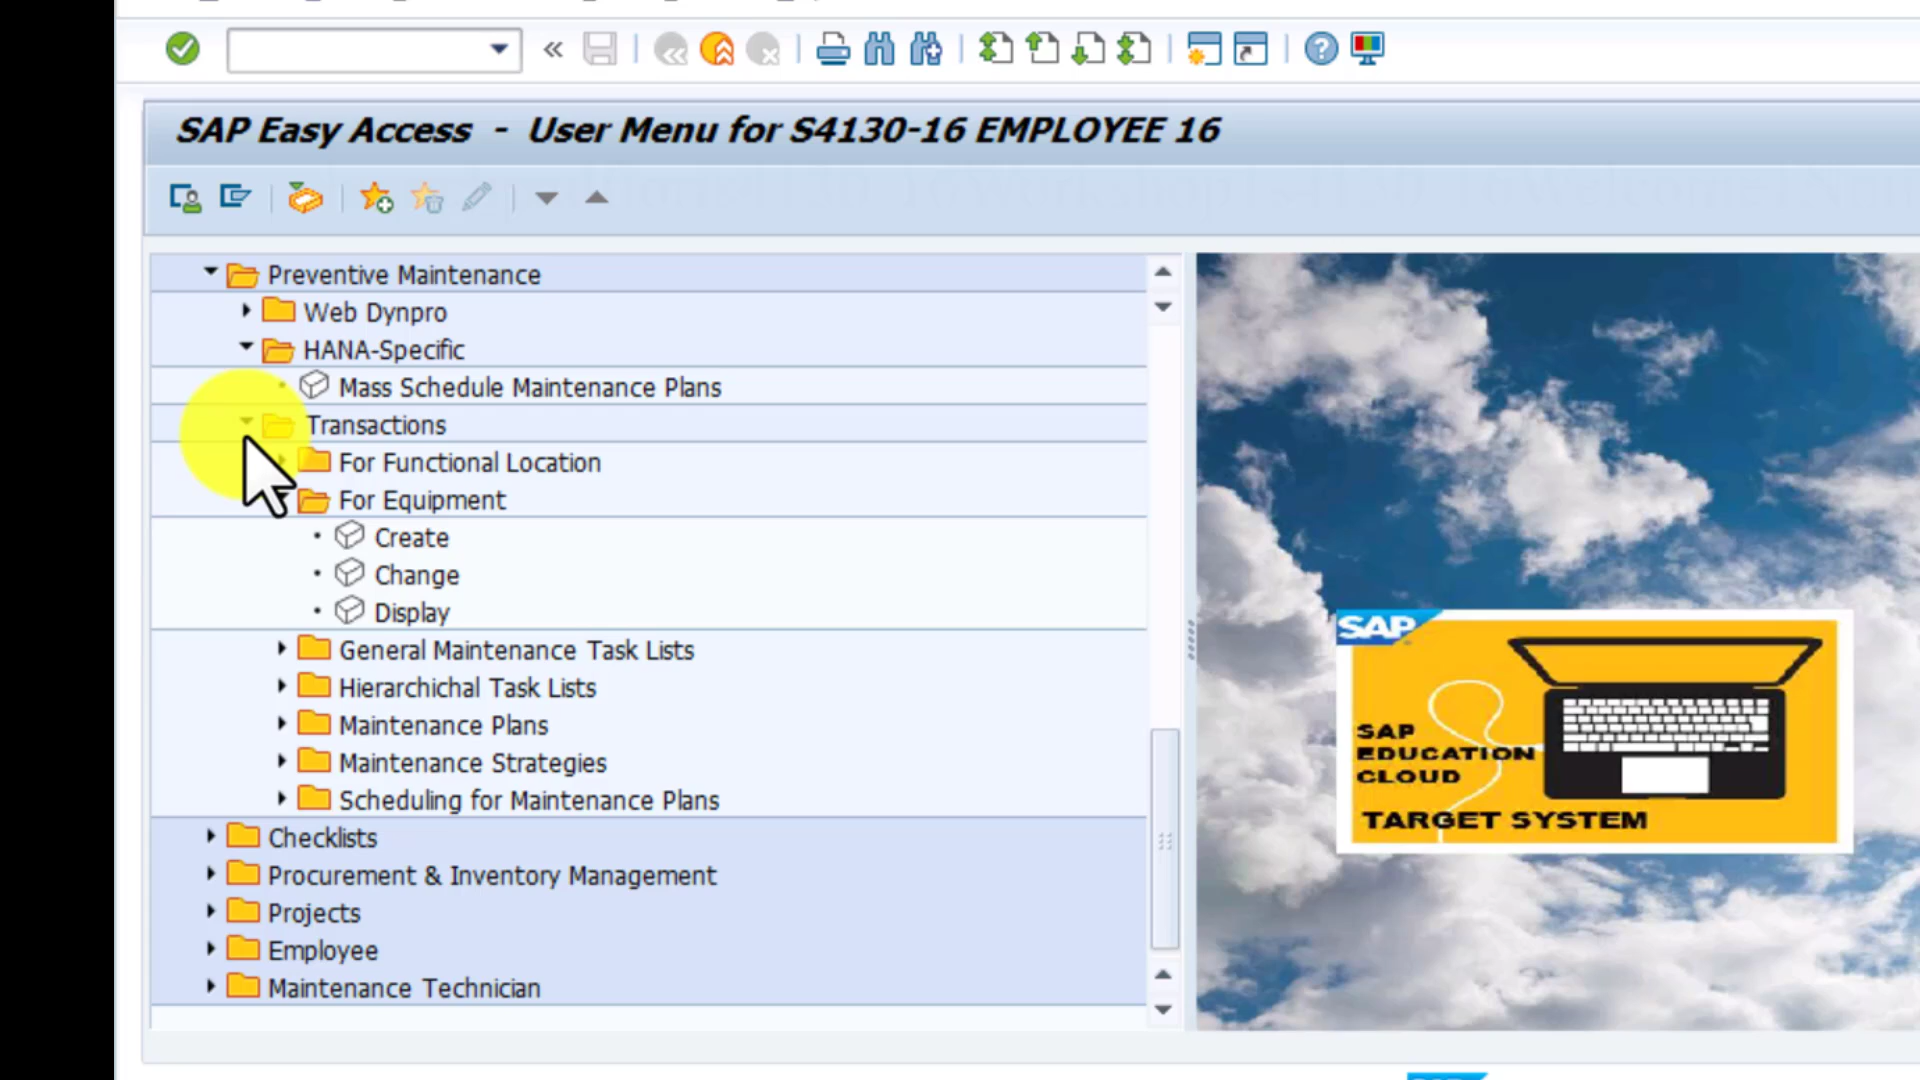 SAP Easy Access - User Menu for S4130-16 EMPLOYEE 16
Preventive Maintenance
Web Dynpro
HANA-Specific
Mass Schedule Maintenance Plans
Transactions
For Functional Location
For Equipment
Create
Change
Display
General Maintenance Task Lists
Hierarchichal Task Lists
Maintenance Plans
Maintenance Strategies
Scheduling for Maintenance Plans
Checklists
Procurement & Inventory Management
Projects
Employee
Maintenance Technician
SAP
SAP
EDUCATION
CLOUD
TARGET SYSTEM